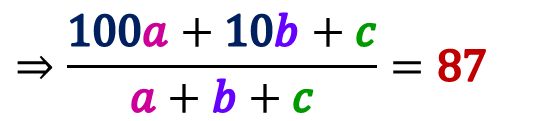 ⇒ (100a + 10b + c)/(a + b + c) = 87